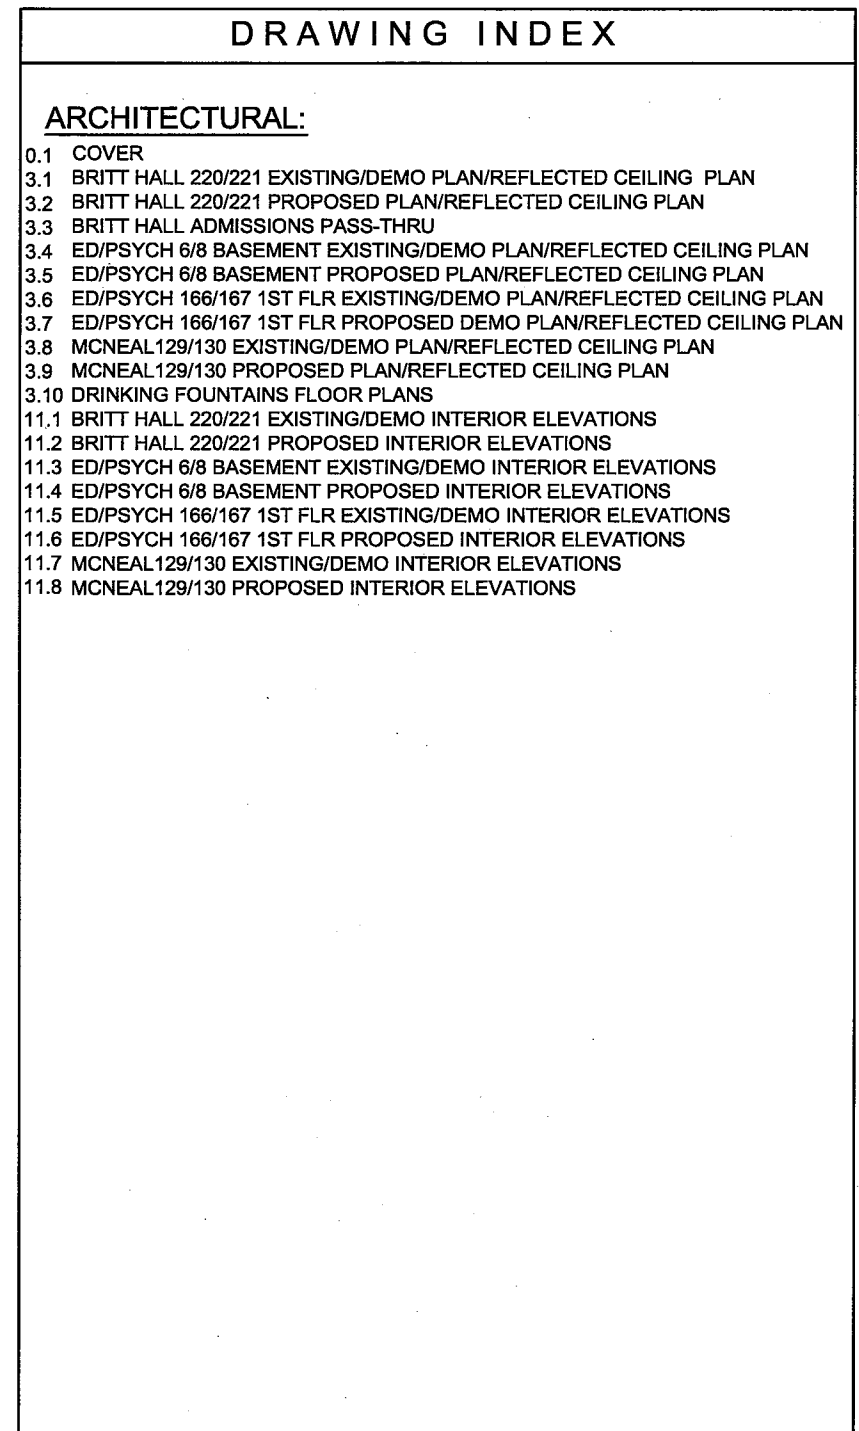 DRAWING INDEX
ARCHITECTURAL:
0.1 COVER
3.1 BRITT HALL 220/221 EXISTING/DEMO PLAN/REFLECTED CEILING PLAN
3.2 BRITT HALL 220/221 PROPOSED PLAN/REFLECTED CEILING PLAN
3.3 BRITT HALL ADMISSIONS PASS-THRU
3.4 ED/PSYCH 6/8 BASEMENT EXISTING/DEMO PLAN/REFLECTED CEILING PLAN
3.5 ED/PSYCH 6/8 BASEMENT PROPOSED PLAN/REFLECTED CEILING PLAN
3.6 ED/PSYCH 166/167 1ST FLR EXISTING/DEMO PLAN/REFLECTED CEILING PLAN
3.7 ED/PSYCH 166/167 1ST FLR PROPOSED DEMO PLAN/REFLECTED CEILING PLAN
3.8 MCNEAL129/130 EXISTING/DEMO PLAN/REFLECTED CEILING PLAN
3.9 MCNEAL129/130 PROPOSED PLAN/REFLECTED CEILING PLAN
3.10 DRINKING FOUNTAINS FLOOR PLANS
11.1 BRITT HALL 220/221 EXISTING/DEMO INTERIOR ELEVATIONS
11.2 BRITT HALL 220/221 PROPOSED INTERIOR ELEVATIONS
11.3 ED/PSYCH 6/8 BASEMENT EXISTING/DEMO INTERIOR ELEVATIONS
11.4 ED/PSYCH 6/8 BASEMENT PROPOSED INTERIOR ELEVATIONS
11.5 ED/PSYCH 166/167 1ST FLR EXISTING/DEMO INTERIOR ELEVATIONS
11.6 ED/PSYCH 166/167 1ST FLR PROPOSED INTERIOR ELEVATIONS
11.7 MCNEAL129/130 EXISTING/DEMO INTERIOR ELEVATIONS
11.8 MCNEAL129/130 PROPOSED INTERIOR ELEVATIONS